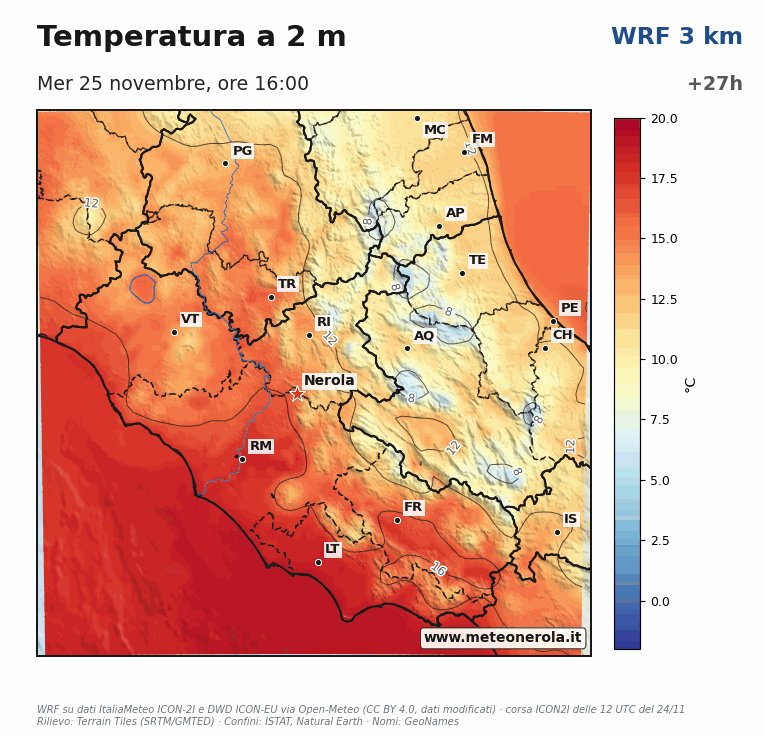 Temperatura a 2 m
WRF 3 km
Mer 25 novembre, ore 16:00
+27h
MC
FM
12
PG
12
8
AP
TE
8
TR
8
PE
VT
RI
12
AQ
CH
Nerola
8
8
RM
12
12
8
FR
IS
LT
16
www.meteonerola.it
20.0
17.5
15.0
12.5
10.0
7.5
5.0
2.5
0.0
°C
WRF su dati ItaliaMeteo ICON-2I e DWD ICON-EU via Open-Meteo (CC BY 4.0, dati modificati) · corsa ICON2I delle 12 UTC del 24/11
Rilievo: Terrain Tiles (SRTM/GMTED) · Confini: ISTAT, Natural Earth · Nomi: GeoNames